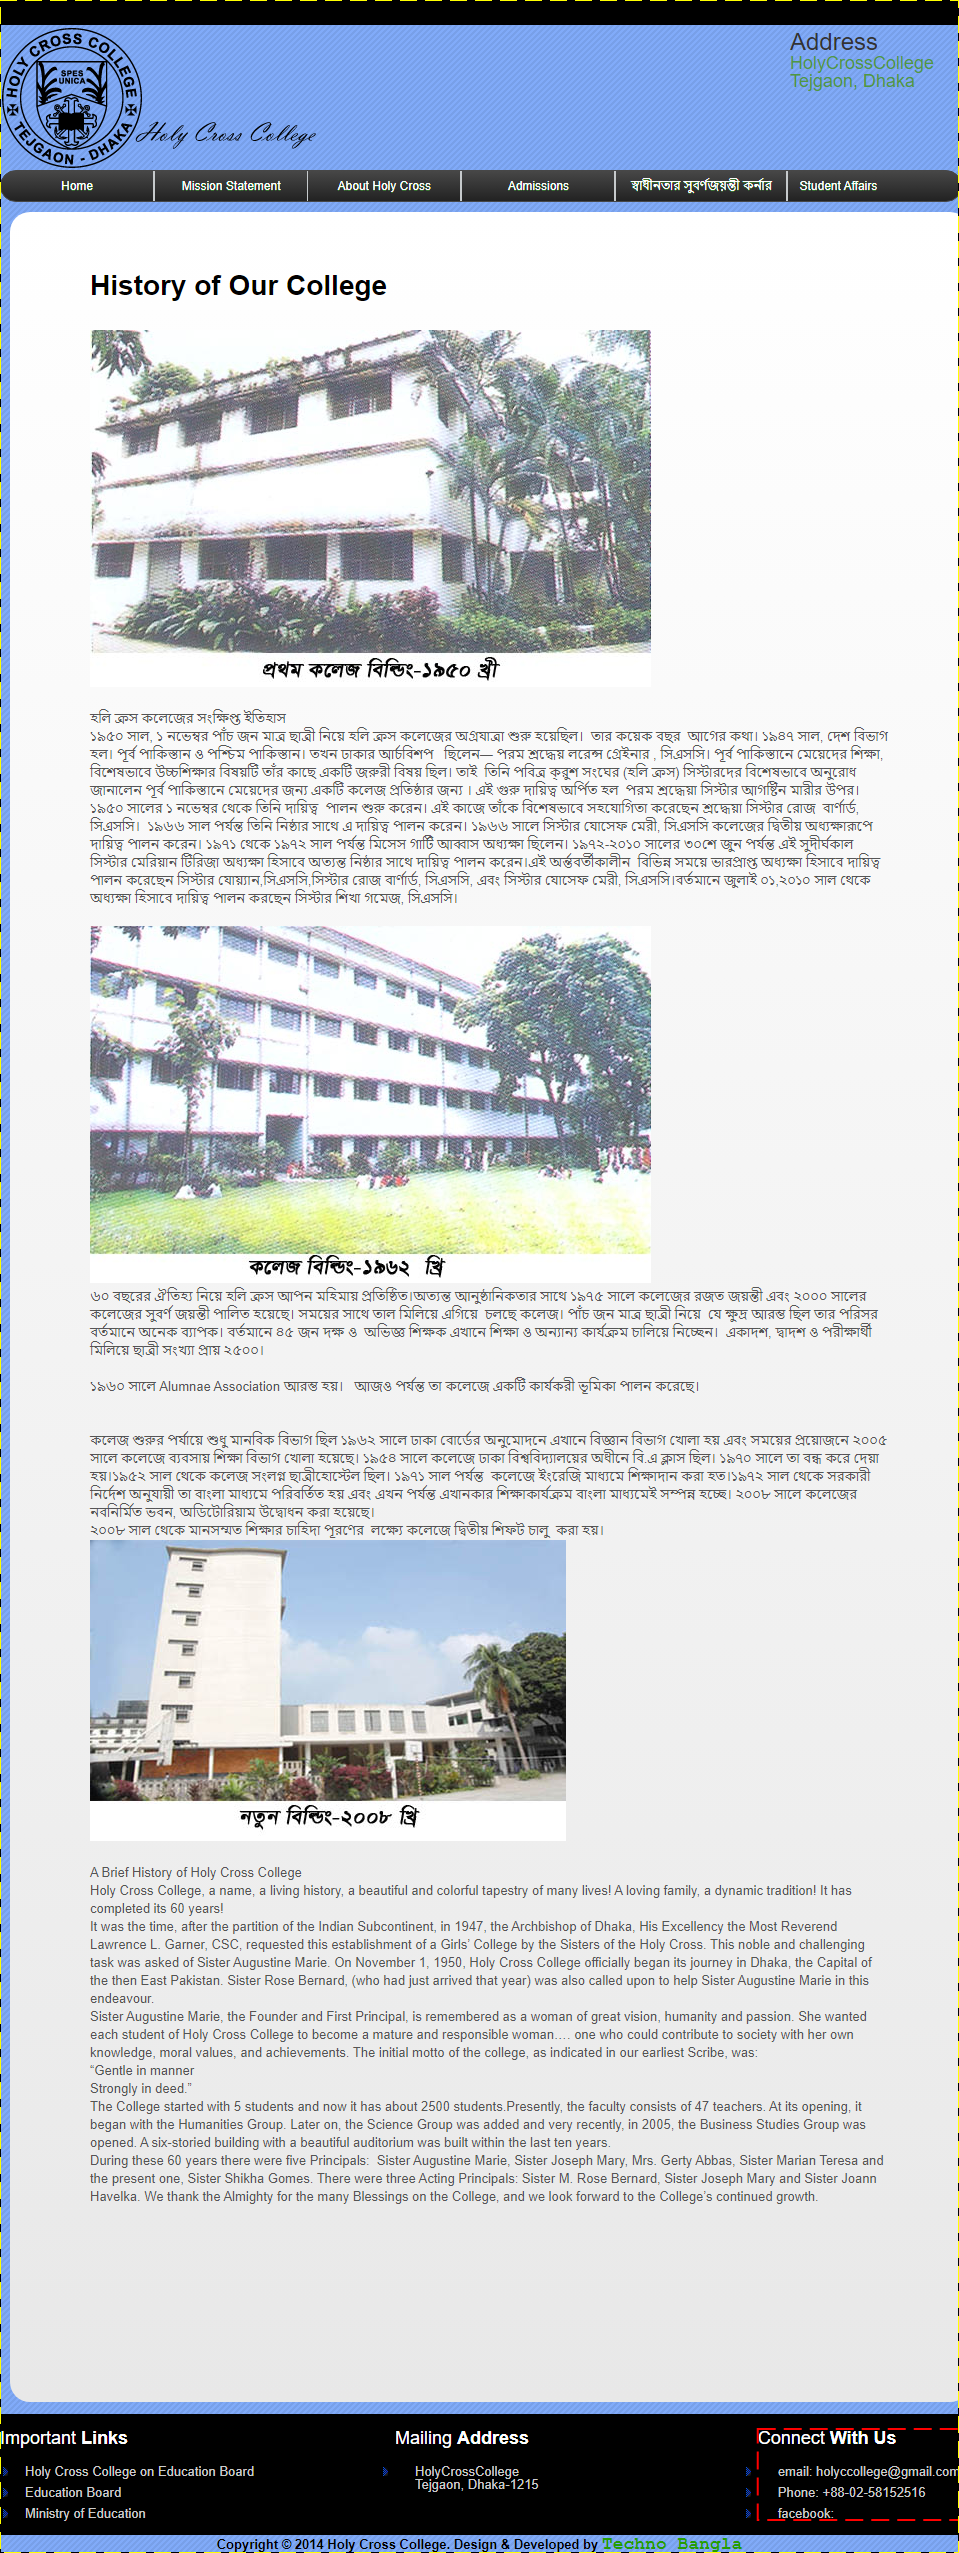 HOLY CROSS COLLEGE
SPES
UNICA
TEJGAON - DHAKA
Holy Cross College
Address
HolyCrossCollege
Tejgaon, Dhaka
Home
Mission Statement
About Holy Cross
Admissions
স্বাধীনতার সুবর্ণজয়ন্তী কর্নার
Student Affairs
History of Our College
প্রথম কলেজ বিল্ডিং-১৯৫০ খ্রী
হলি ক্রস কলেজের সংক্ষিপ্ত ইতিহাস
১৯৫০ সাল, ১ নভেম্বর পাঁচ জন মাত্র ছাত্রী নিয়ে হলি ক্রস কলেজের অগ্রযাত্রা শুরু হয়েছিল। তার কয়েক বছর আগের কথা। ১৯৪৭ সাল, দেশ বিভাগ
হল। পূর্ব পাকিস্তান ও পশ্চিম পাকিস্তান। তখন ঢাকার আর্চবিশপ ছিলেন— পরম শ্রদ্ধেয় লরেন্স গ্রেইনার , সিএসসি। পূর্ব পাকিস্তানে মেয়েদের শিক্ষা,
বিশেষভাবে উচ্চশিক্ষার বিষয়টি তাঁর কাছে একটি জরুরী বিষয় ছিল। তাই তিনি পবিত্র ক্রুশ সংঘের (হলি ক্রস) সিস্টারদের বিশেষভাবে অনুরোধ
জানালেন পূর্ব পাকিস্তানে মেয়েদের জন্য একটি কলেজ প্রতিষ্ঠার জন্য । এই গুরু দায়িত্ব অর্পিত হল পরম শ্রদ্ধেয়া সিস্টার আগষ্টিন মারীর উপর।
১৯৫০ সালের ১ নভেম্বর থেকে তিনি দায়িত্ব পালন শুরু করেন। এই কাজে তাঁকে বিশেষভাবে সহযোগিতা করেছেন শ্রদ্ধেয়া সিস্টার রোজ বার্ণার্ড,
সিএসসি। ১৯৬৬ সাল পর্যন্ত তিনি নিষ্ঠার সাথে এ দায়িত্ব পালন করেন। ১৯৬৬ সালে সিস্টার যোসেফ মেরী, সিএসসি কলেজের দ্বিতীয় অধ্যক্ষারূপে
দায়িত্ব পালন করেন। ১৯৭১ থেকে ১৯৭২ সাল পর্যন্ত মিসেস গার্টি আব্বাস অধ্যক্ষা ছিলেন। ১৯৭২-২০১০ সালের ৩০শে জুন পর্যন্ত এই সুদীর্ঘকাল
সিস্টার মেরিয়ান টিরিজা অধ্যক্ষা হিসাবে অত্যন্ত নিষ্ঠার সাথে দায়িত্ব পালন করেন।এই অর্ন্তবর্তীকালীন বিভিন্ন সময়ে ভারপ্রাপ্ত অধ্যক্ষা হিসাবে দায়িত্ব
পালন করেছেন সিস্টার যোয়্যান,সিএসসি,সিস্টার রোজ বার্ণার্ড, সিএসসি, এবং সিস্টার যোসেফ মেরী, সিএসসি।বর্তমানে জুলাই ০১,২০১০ সাল থেকে
অধ্যক্ষা হিসাবে দায়িত্ব পালন করছেন সিস্টার শিখা গমেজ, সিএসসি।
কলেজ বিল্ডিং-১৯৬২ খ্রি
৬০ বছরের ঐতিহ্য নিয়ে হলি ক্রস আপন মহিমায় প্রতিষ্ঠিত।অত্যন্ত আনুষ্ঠানিকতার সাথে ১৯৭৫ সালে কলেজের রজত জয়ন্তী এবং ২০০০ সালের
কলেজের সুবর্ণ জয়ন্তী পালিত হয়েছে। সময়ের সাথে তাল মিলিয়ে এগিয়ে চলছে কলেজ। পাঁচ জন মাত্র ছাত্রী নিয়ে যে ক্ষুদ্র আরম্ভ ছিল তার পরিসর
বর্তমানে অনেক ব্যাপক। বর্তমানে ৪৫ জন দক্ষ ও অভিজ্ঞ শিক্ষক এখানে শিক্ষা ও অন্যান্য কার্যক্রম চালিয়ে নিচ্ছেন। একাদশ, দ্বাদশ ও পরীক্ষার্থী
মিলিয়ে ছাত্রী সংখ্যা প্রায় ২৫০০।
১৯৬০ সালে Alumnae Association আরম্ভ হয়। আজও পর্যন্ত তা কলেজে একটি কার্যকরী ভূমিকা পালন করেছে।
কলেজ শুরুর পর্যায়ে শুধু মানবিক বিভাগ ছিল ১৯৬২ সালে ঢাকা বোর্ডের অনুমোদনে এখানে বিজ্ঞান বিভাগ খোলা হয় এবং সময়ের প্রয়োজনে ২০০৫
সালে কলেজে ব্যবসায় শিক্ষা বিভাগ খোলা হয়েছে। ১৯৫৪ সালে কলেজে ঢাকা বিশ্ববিদ্যালয়ের অধীনে বি.এ ক্লাস ছিল। ১৯৭০ সালে তা বন্ধ করে দেয়া
হয়।১৯৫২ সাল থেকে কলেজ সংলগ্ন ছাত্রীহোস্টেল ছিল। ১৯৭১ সাল পর্যন্ত কলেজে ইংরেজি মাধ্যমে শিক্ষাদান করা হত।১৯৭২ সাল থেকে সরকারী
নির্দেশ অনুযায়ী তা বাংলা মাধ্যমে পরিবর্তিত হয় এবং এখন পর্যন্ত এখানকার শিক্ষাকার্যক্রম বাংলা মাধ্যমেই সম্পন্ন হচ্ছে। ২০০৮ সালে কলেজের
নবনির্মিত ভবন, অডিটোরিয়াম উদ্বোধন করা হয়েছে।
২০০৮ সাল থেকে মানসম্মত শিক্ষার চাহিদা পূরণের লক্ষ্যে কলেজে দ্বিতীয় শিফট চালু করা হয়।
নতুন বিল্ডিং-২০০৮ খ্রি
A Brief History of Holy Cross College
Holy Cross College, a name, a living history, a beautiful and colorful tapestry of many lives! A loving family, a dynamic tradition! It has
completed its 60 years!
It was the time, after the partition of the Indian Subcontinent, in 1947, the Archbishop of Dhaka, His Excellency the Most Reverend
Lawrence L. Garner, CSC, requested this establishment of a Girls’ College by the Sisters of the Holy Cross. This noble and challenging
task was asked of Sister Augustine Marie. On November 1, 1950, Holy Cross College officially began its journey in Dhaka, the Capital of
the then East Pakistan. Sister Rose Bernard, (who had just arrived that year) was also called upon to help Sister Augustine Marie in this
endeavour.
Sister Augustine Marie, the Founder and First Principal, is remembered as a woman of great vision, humanity and passion. She wanted
each student of Holy Cross College to become a mature and responsible woman…. one who could contribute to society with her own
knowledge, moral values, and achievements. The initial motto of the college, as indicated in our earliest Scribe, was:
“Gentle in manner
Strongly in deed.”
The College started with 5 students and now it has about 2500 students.Presently, the faculty consists of 47 teachers. At its opening, it
began with the Humanities Group. Later on, the Science Group was added and very recently, in 2005, the Business Studies Group was
opened. A six-storied building with a beautiful auditorium was built within the last ten years.
During these 60 years there were five Principals: Sister Augustine Marie, Sister Joseph Mary, Mrs. Gerty Abbas, Sister Marian Teresa and
the present one, Sister Shikha Gomes. There were three Acting Principals: Sister M. Rose Bernard, Sister Joseph Mary and Sister Joann
Havelka. We thank the Almighty for the many Blessings on the College, and we look forward to the College’s continued growth.
Important Links
Holy Cross College on Education Board
Education Board
Ministry of Education
Mailing Address
HolyCrossCollege
Tejgaon, Dhaka-1215
Connect With Us
email: holyccollege@gmail.com
Phone: +88-02-58152516
facebook:
Copyright © 2014 Holy Cross College. Design & Developed by Techno Bangla